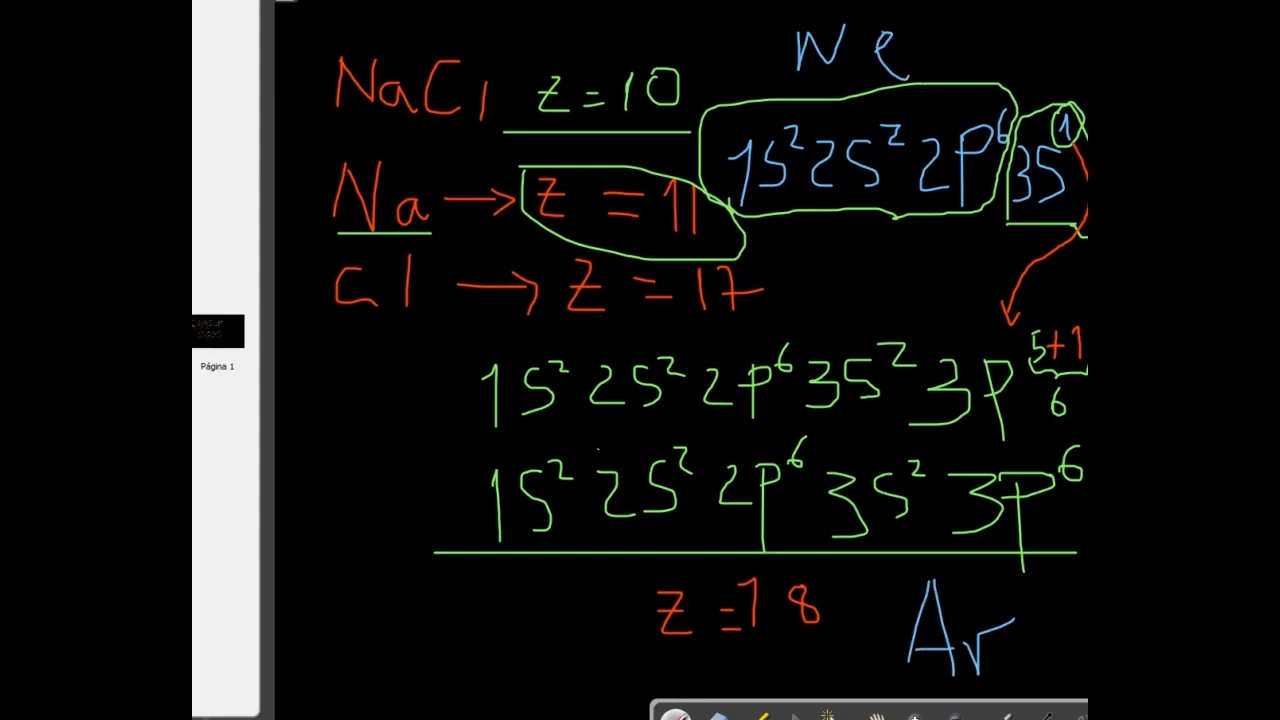 Ne
NaCl z=10
1s² 2s² 2p⁶ 3s¹
Na → z = 11
Cl → z = 17
1s² 2s² 2p⁶ 3s² 3p⁵⁺¹
6
Página 1
1s² 2s² 2p⁶ 3s² 3p⁶
z = 18 Ar